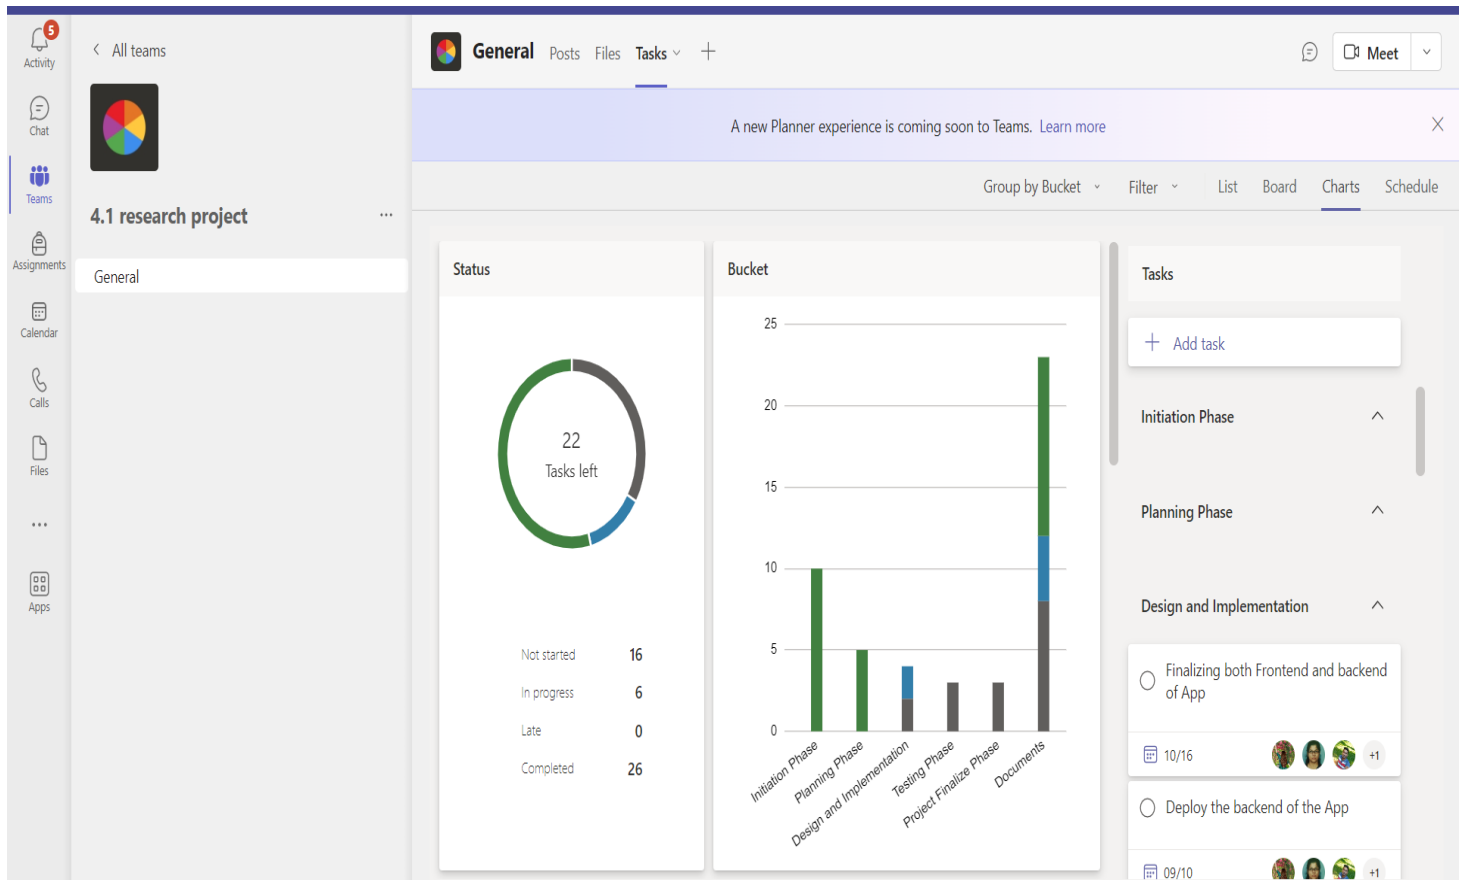 5
Activity
Chat
Teams
Assignments
Calendar
Calls
Files
Apps
All teams
4.1 research project
General
General Posts Files Tasks
Meet
A new Planner experience is coming soon to Teams. Learn more
Group by Bucket Filter List Board Charts Schedule
Status
22
Tasks left
Not started 16
In progress 6
Late 0
Completed 26
Bucket
25
20
15
10
5
0
Initiation Phase
Planning Phase
Design and Implementation
Testing Phase
Project Finalize Phase
Documents
Tasks
Add task
Initiation Phase
Planning Phase
Design and Implementation
Finalizing both Frontend and backend
of App
10/16 +1
Deploy the backend of the App
09/10 +1